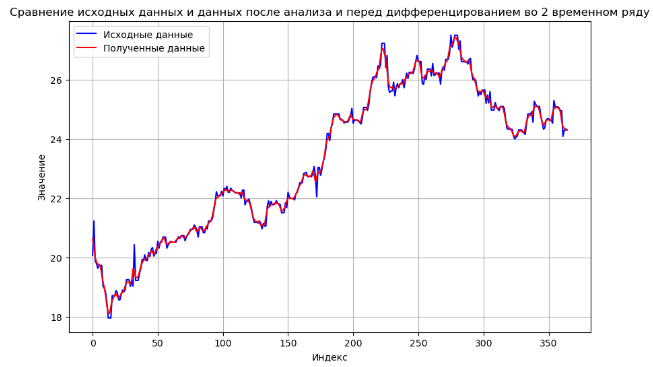 Сравнение исходных данных и данных после анализа и перед дифференцированием во 2 временном ряду
Исходные данные
Полученные данные
Значение
26
24
22
20
18
0
50
100
150
200
250
300
350
Индекс